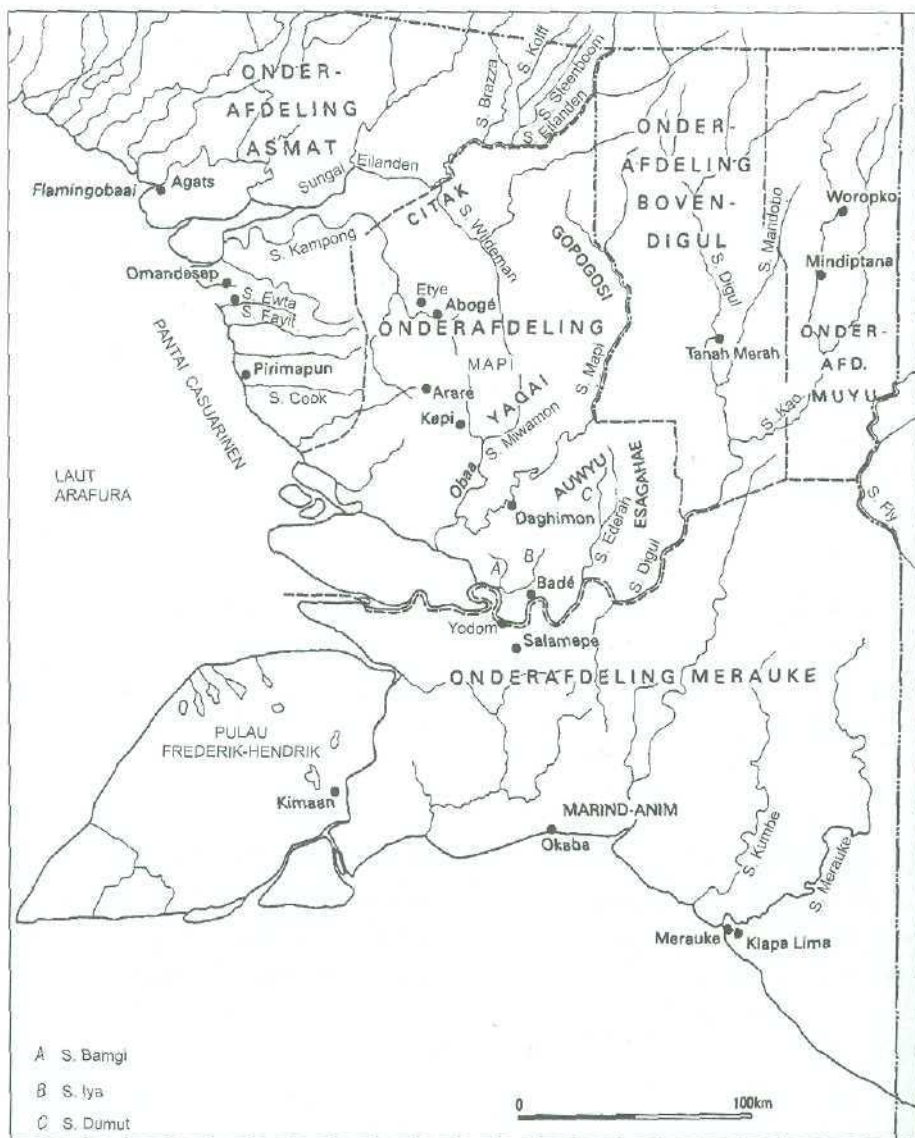 ONDER-
AFDELING
ASMAT
S. Brazza
S. Kolff
S. Steenboom
S. Eilanden
ONDER-
AFDELING
BOVEN-
DIGUL
Flamingobaai
Agats
Sungai Eilanden
CITAK
S. Wildeman
GOPOGOSI
S. Digul
S. Mandobo
Woropko
Mindiptana
S. Kampong
Omandesep
S. Ewta
S. Fayit
Etye
Abogé
ONDERAFDELING
MAPI
Tanah Merah
ONDER-
AFD.
MUYU
PANTAI CASUARINEN
Pirimapun
S. Cook
Arare
Kepi
YAQAI
S. Mapi
S. Miwamon
S. Kao
LAUT
ARAFURA
Obaa
AUWYU
C
ESAGAHAE
Daghimon
S. Ederah
S. Digul
S. Fly
A
B
Badé
Yodom
Salamepe
ONDERAFDELING MERAUKE
PULAU
FREDERIK-HENDRIK
Kimaan
MARIND-ANIM
Okaba
S. Kumbe
S. Merauke
Merauke
Klapa Lima
A S. Bamgi
B S. Iya
C S. Dumut
0 100km